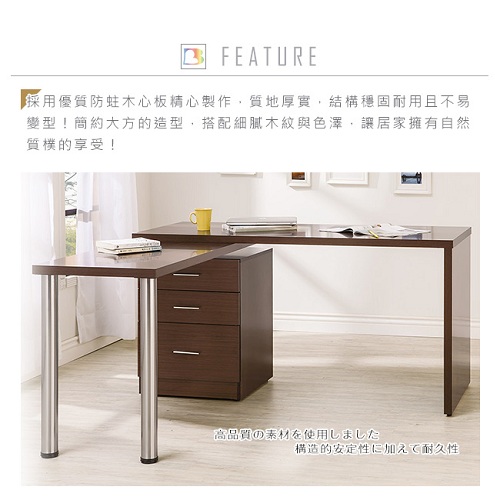 FEATURE
採用優質防蛀木心板精心製作，質地厚實，結構穩固耐用且不易
變型！簡約大方的造型，搭配細膩木紋與色澤，讓居家擁有自然
質樸的享受！
高品質の素材を使用しました
構造的安定性に加えて耐久性